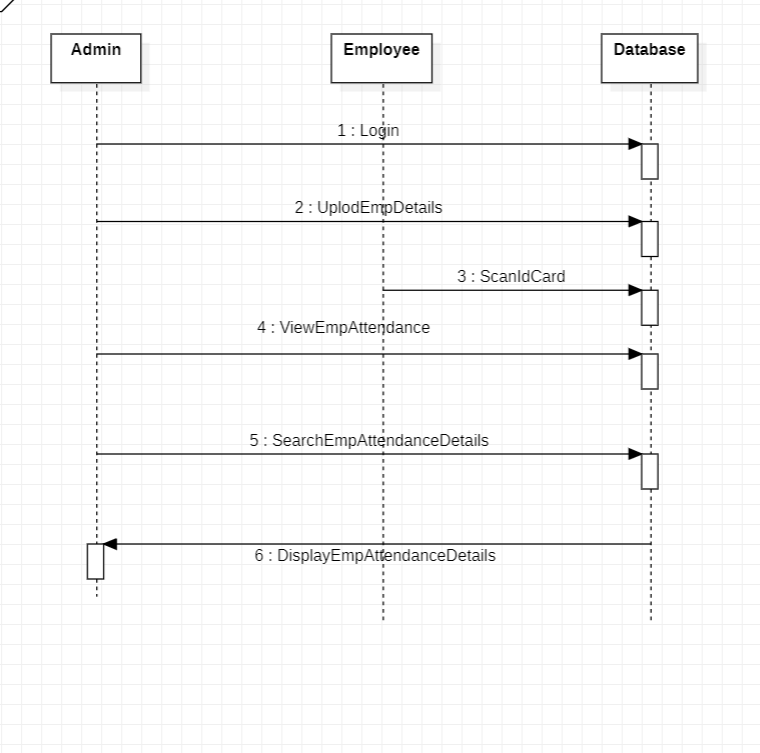 Admin
Employee
Database
1 : Login
2 : UplodEmpDetails
3 : ScanIdCard
4 : ViewEmpAttendance
5 : SearchEmpAttendanceDetails
6 : DisplayEmpAttendanceDetails